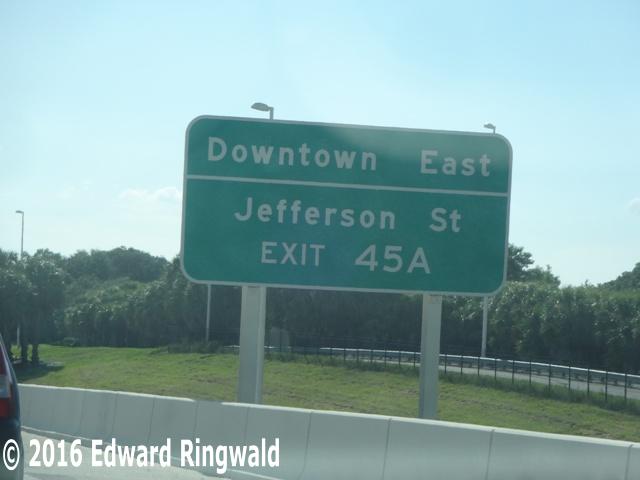 Downtown East
Jefferson St
EXIT 45A
© 2016 Edward Ringwald